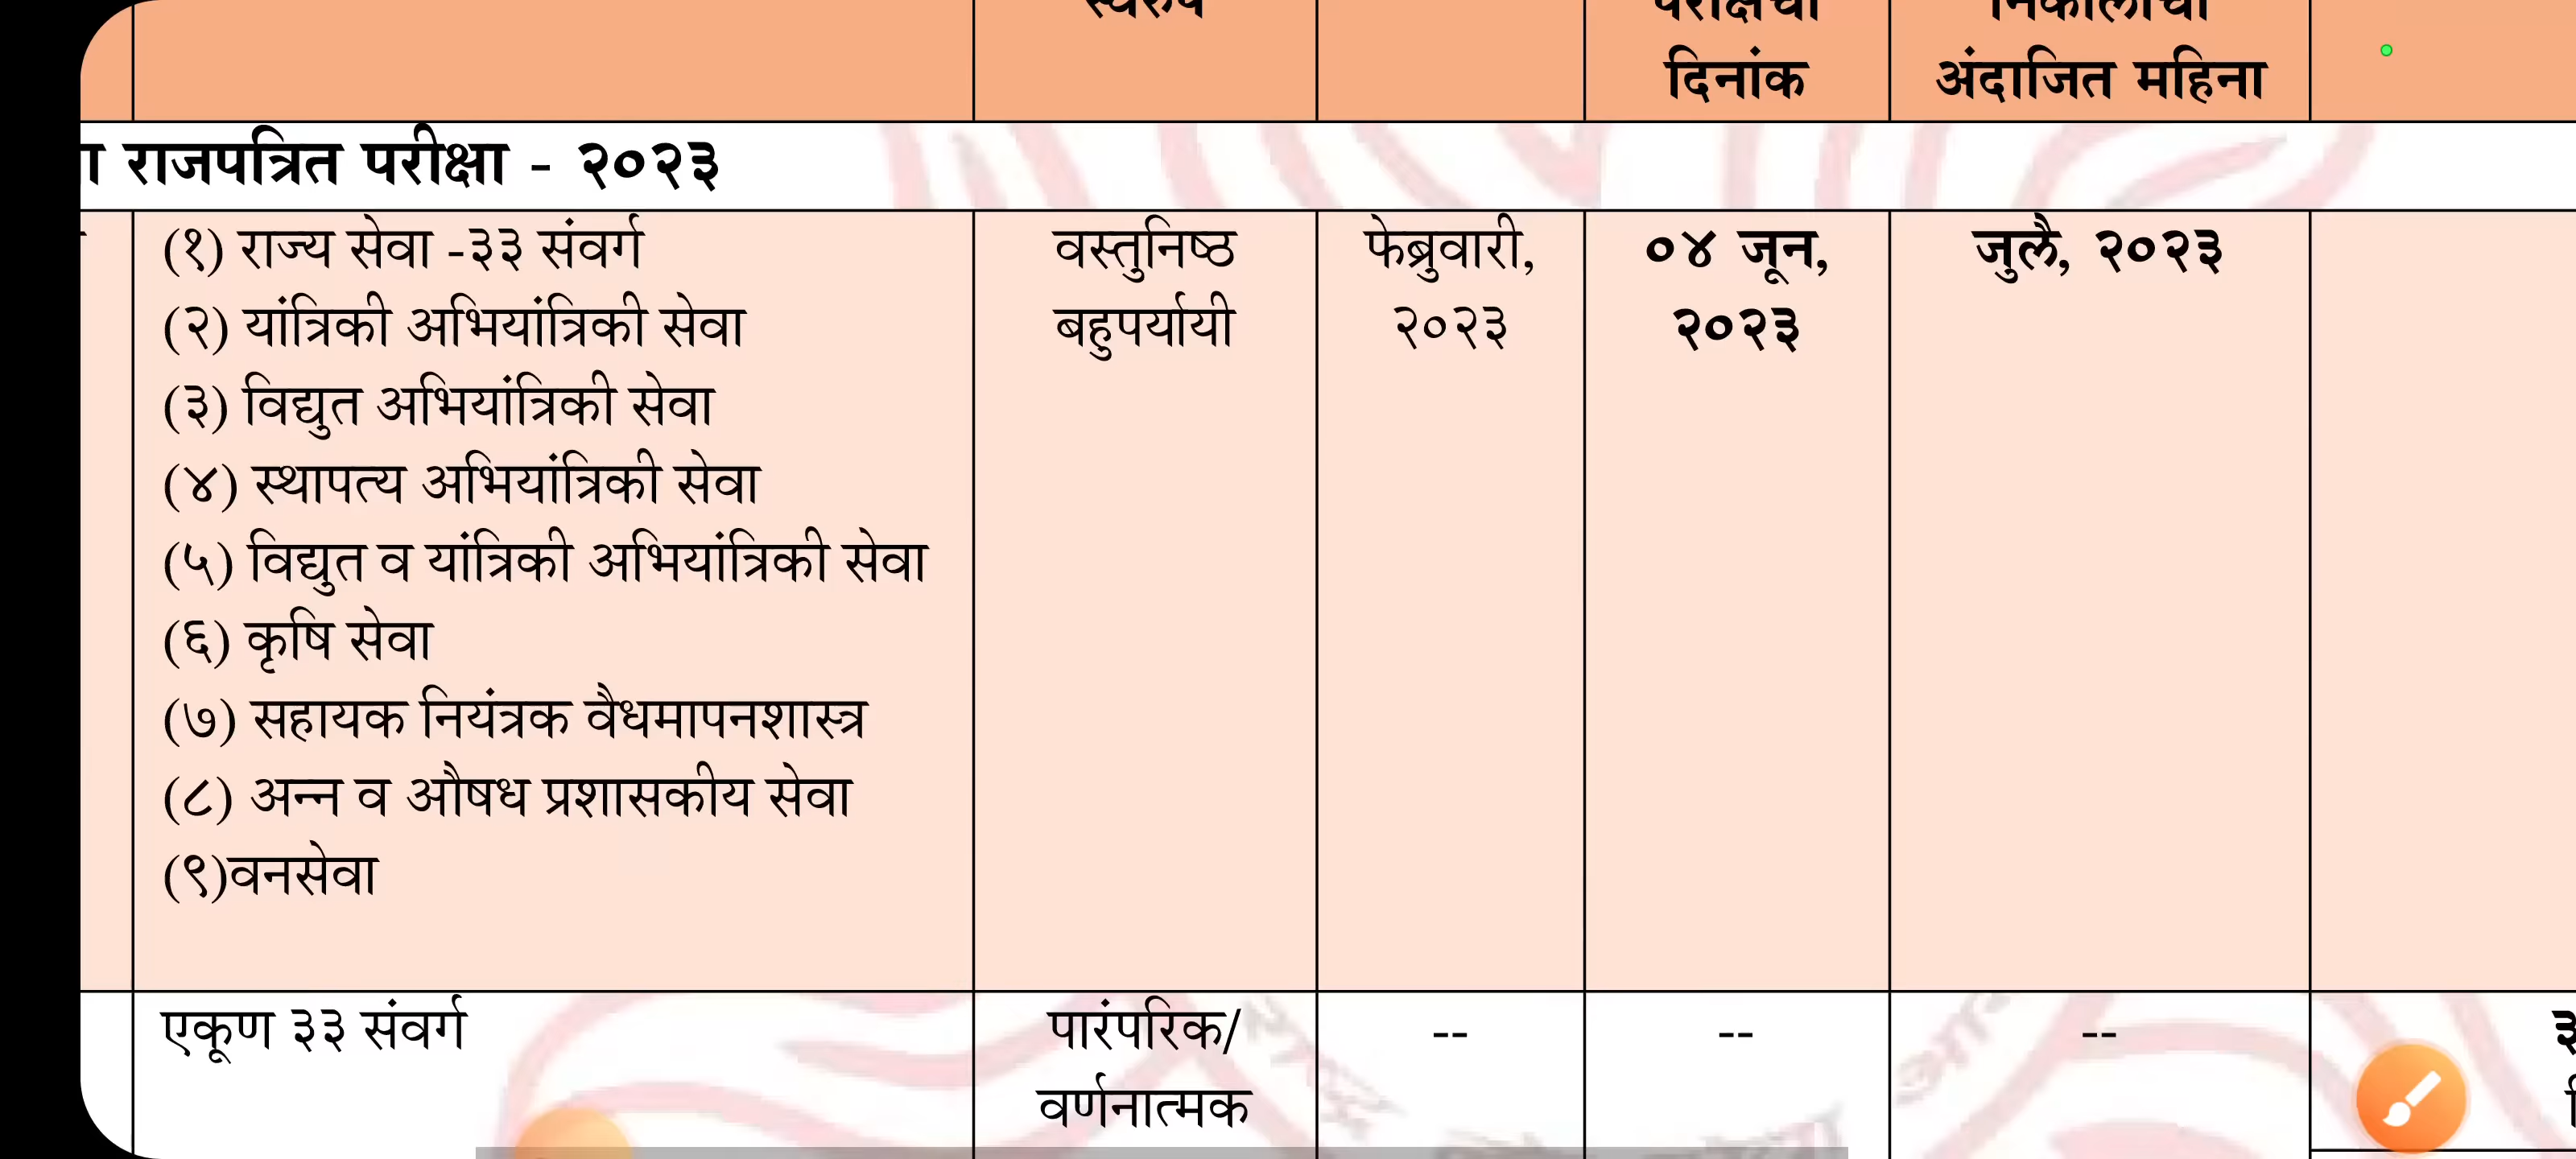 स्वरुप
परीक्षेचा
दिनांक
निकालाचा
अंदाजित महिना
राजपत्रित परीक्षा - २०२३
(१) राज्य सेवा -३३ संवर्ग
(२) यांत्रिकी अभियांत्रिकी सेवा
(३) विद्युत अभियांत्रिकी सेवा
(४) स्थापत्य अभियांत्रिकी सेवा
(५) विद्युत व यांत्रिकी अभियांत्रिकी सेवा
(६) कृषि सेवा
(७) सहायक नियंत्रक वैधमापनशास्त्र
(८) अन्न व औषध प्रशासकीय सेवा
(९)वनसेवा
वस्तुनिष्ठ
बहुपर्यायी
फेब्रुवारी,
२०२३
०४ जून,
२०२३
जुलै, २०२३
एकूण ३३ संवर्ग
पारंपरिक/
वर्णनात्मक
--
--
--